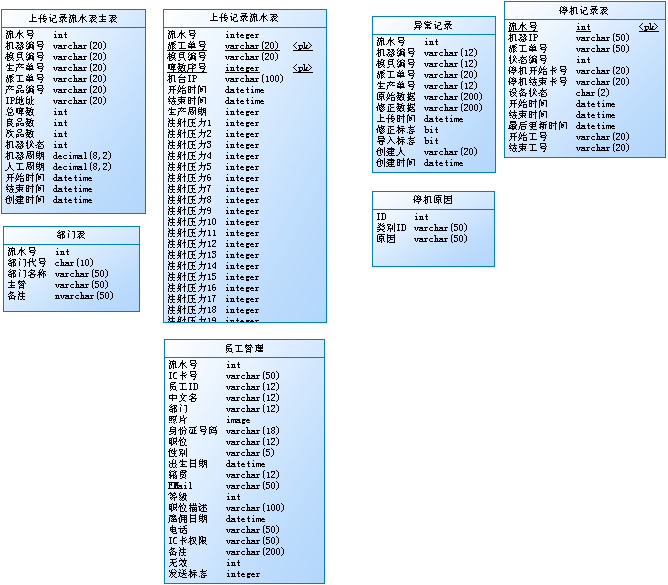 上传记录流水表主表
流水号 int
机器编号 varchar(20)
模具编号 varchar(20)
生产单号 varchar(20)
派工单号 varchar(20)
产品编号 varchar(20)
IP地址 varchar(20)
总啤数 int
良品数 int
次品数 int
机器状态 int
机器周期 decimal(8,2)
人工周期 decimal(8,2)
开始时间 datetime
结束时间 datetime
创建时间 datetime
部门表
流水号 int
部门代号 char(10)
部门名称 varchar(50)
主管 varchar(50)
备注 nvarchar(50)
上传记录流水表
流水号 integer
派工单号 varchar(20) <pk>
模具编号 varchar(20)
啤数序号 integer <pk>
机台IP varchar(100)
开始时间 datetime
结束时间 datetime
生产周期 integer
注射压力1 integer
注射压力2 integer
注射压力3 integer
注射压力4 integer
注射压力5 integer
注射压力6 integer
注射压力7 integer
注射压力8 integer
注射压力9 integer
注射压力10 integer
注射压力11 integer
注射压力12 integer
注射压力13 integer
注射压力14 integer
注射压力15 integer
注射压力16 integer
注射压力17 integer
注射压力18 integer
注射压力19 integer
员工管理
流水号 int
IC卡号 varchar(50)
员工ID varchar(12)
中文名 varchar(12)
部门 varchar(12)
照片 image
身份证号码 varchar(18)
职位 varchar(12)
性别 varchar(5)
出生日期 datetime
籍贯 varchar(12)
EMail varchar(50)
等级 int
职位描述 varchar(100)
雇佣日期 datetime
电话 varchar(50)
IC卡权限 varchar(50)
备注 varchar(200)
无效 int
发送标志 integer
异常记录
流水号 int
机器编号 varchar(12)
模具编号 varchar(12)
派工单号 varchar(20)
生产单号 varchar(12)
原始数据 varchar(200)
修正数据 varchar(200)
上传时间 datetime
修正标志 bit
导入标志 bit
创建人 varchar(20)
创建时间 datetime
停机原因
ID int
类别ID varchar(50)
原因 varchar(50)
停机记录表
流水号 int <pk>
机器IP varchar(50)
派工单号 varchar(50)
状态编号 int
停机开始卡号 varchar(20)
停机结束卡号 varchar(20)
设备状态 char(2)
开始时间 datetime
结束时间 datetime
最后更新时间 datetime
开始工号 varchar(20)
结束工号 varchar(20)